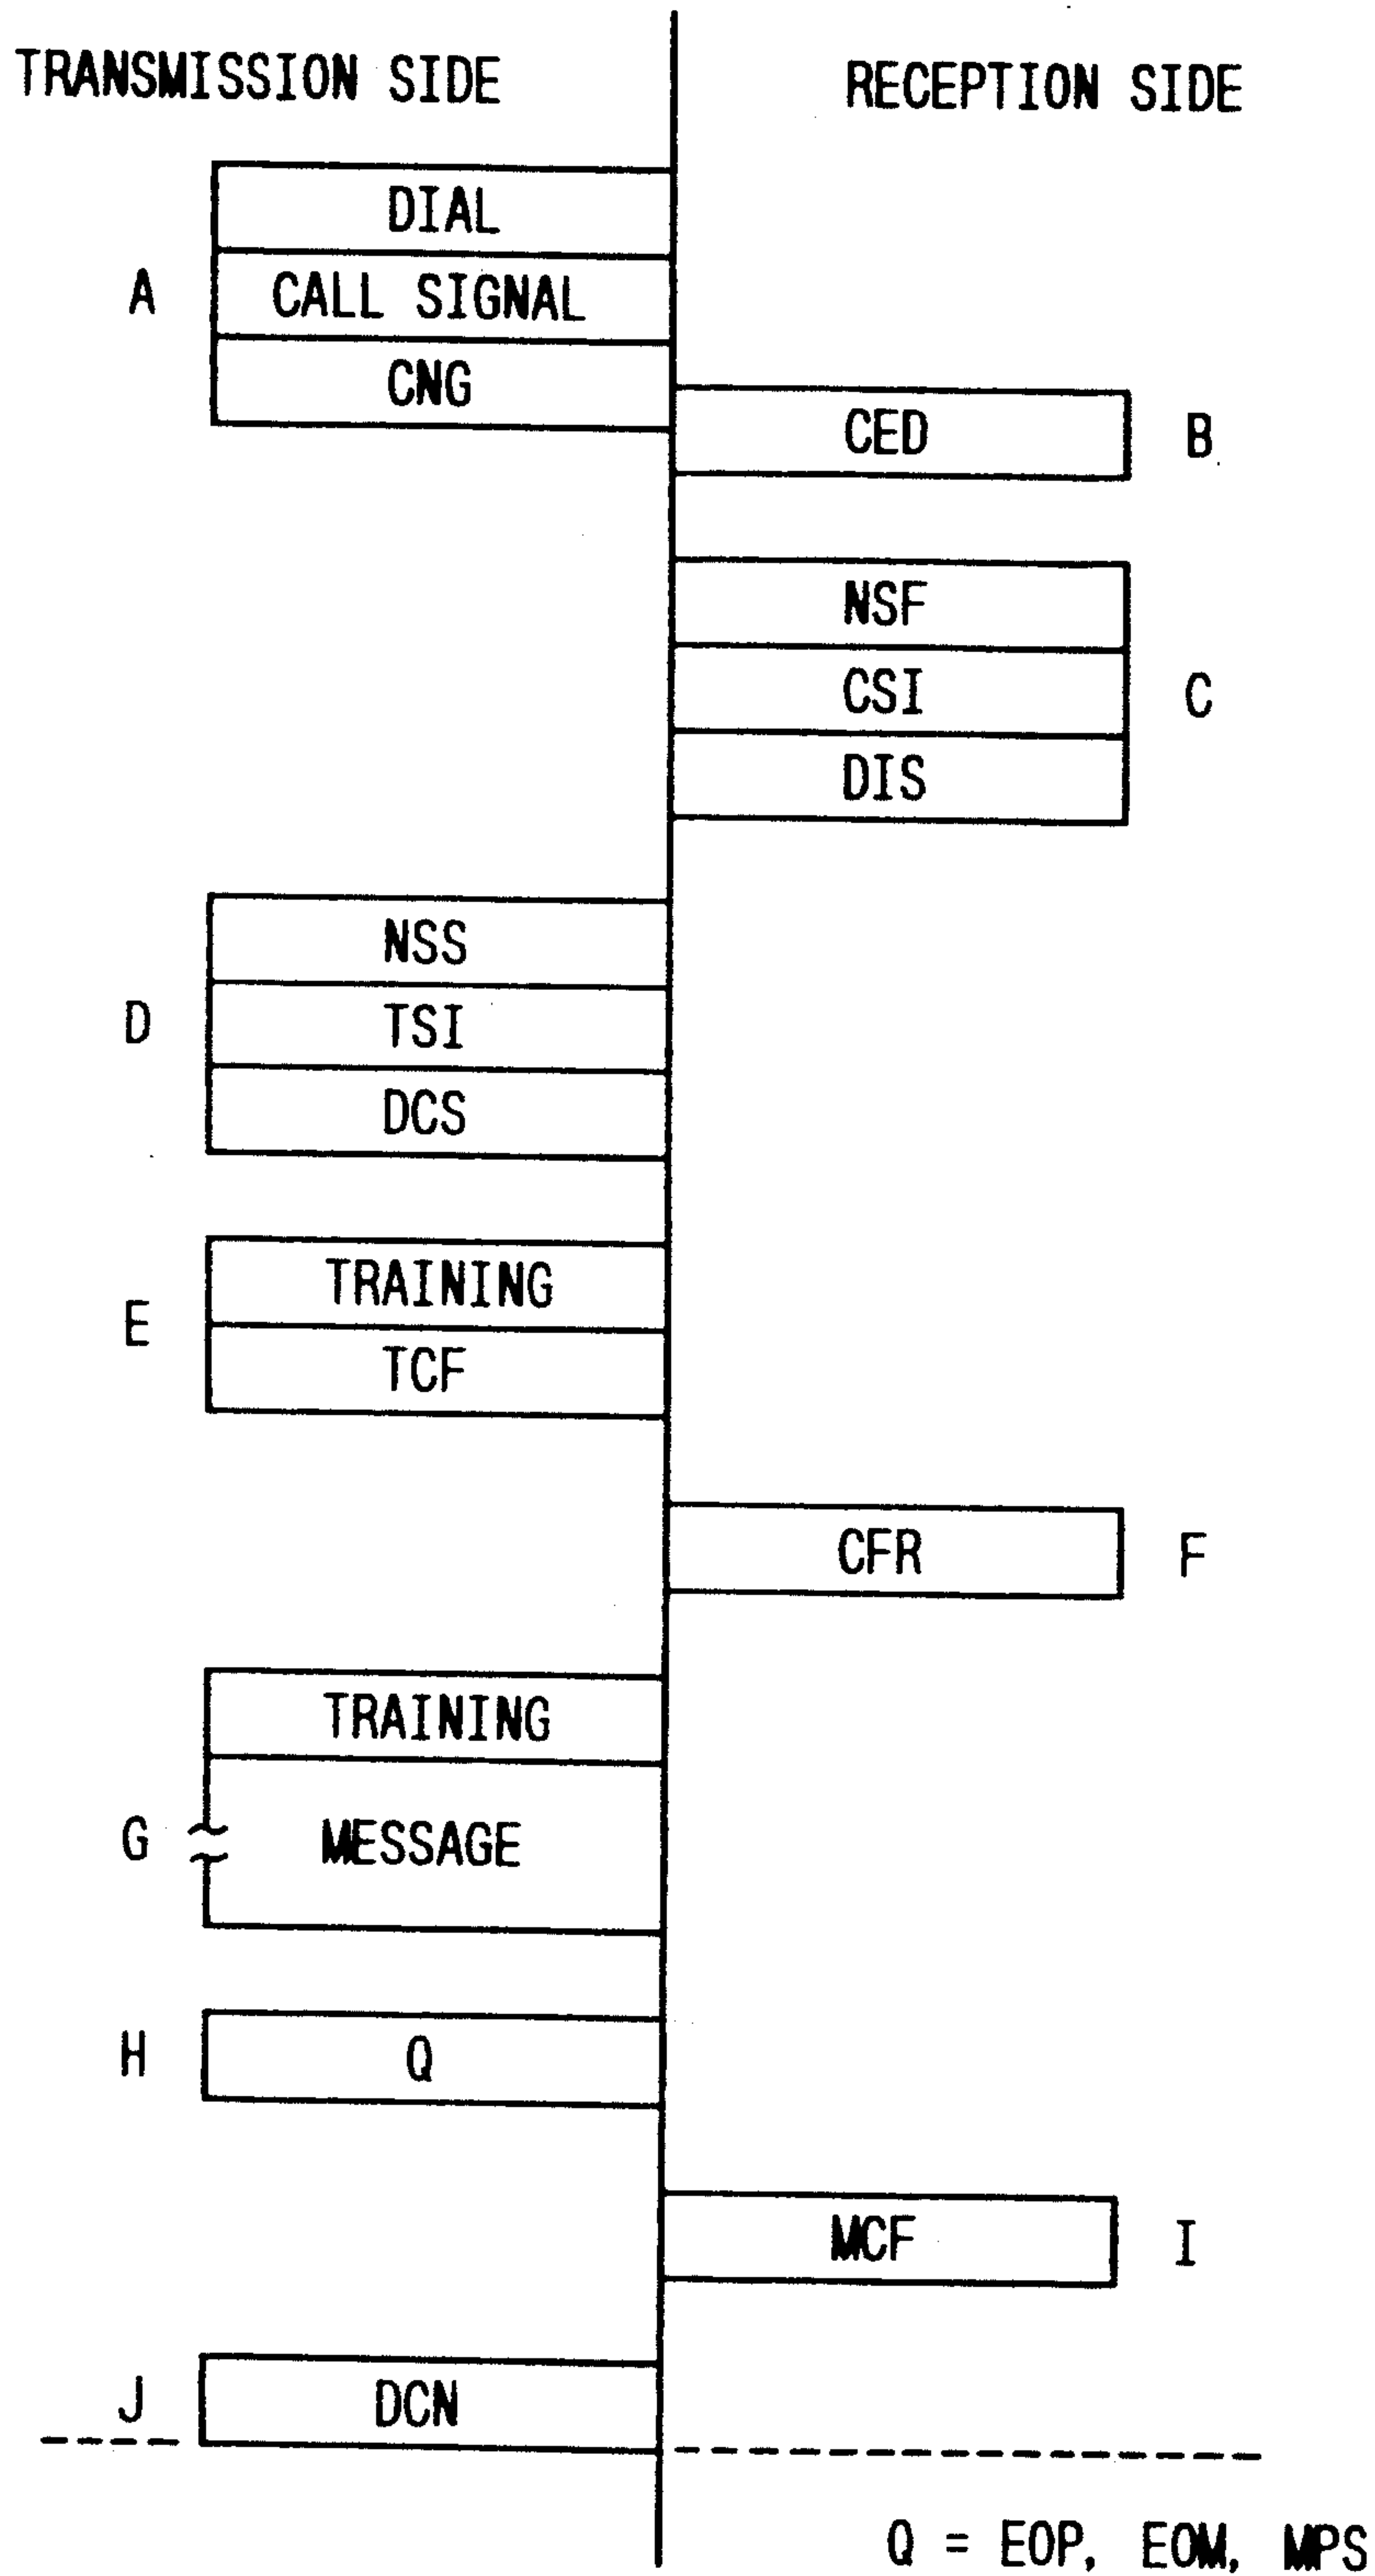 TRANSMISSION SIDE
RECEPTION SIDE
DIAL
A
CALL SIGNAL
CNG
CED
B
NSF
CSI
C
DIS
NSS
D
TSI
DCS
TRAINING
E
TCF
CFR
F
TRAINING
G
MESSAGE
H
Q
MCF
I
J
DCN
Q = EOP, EOM, MPS